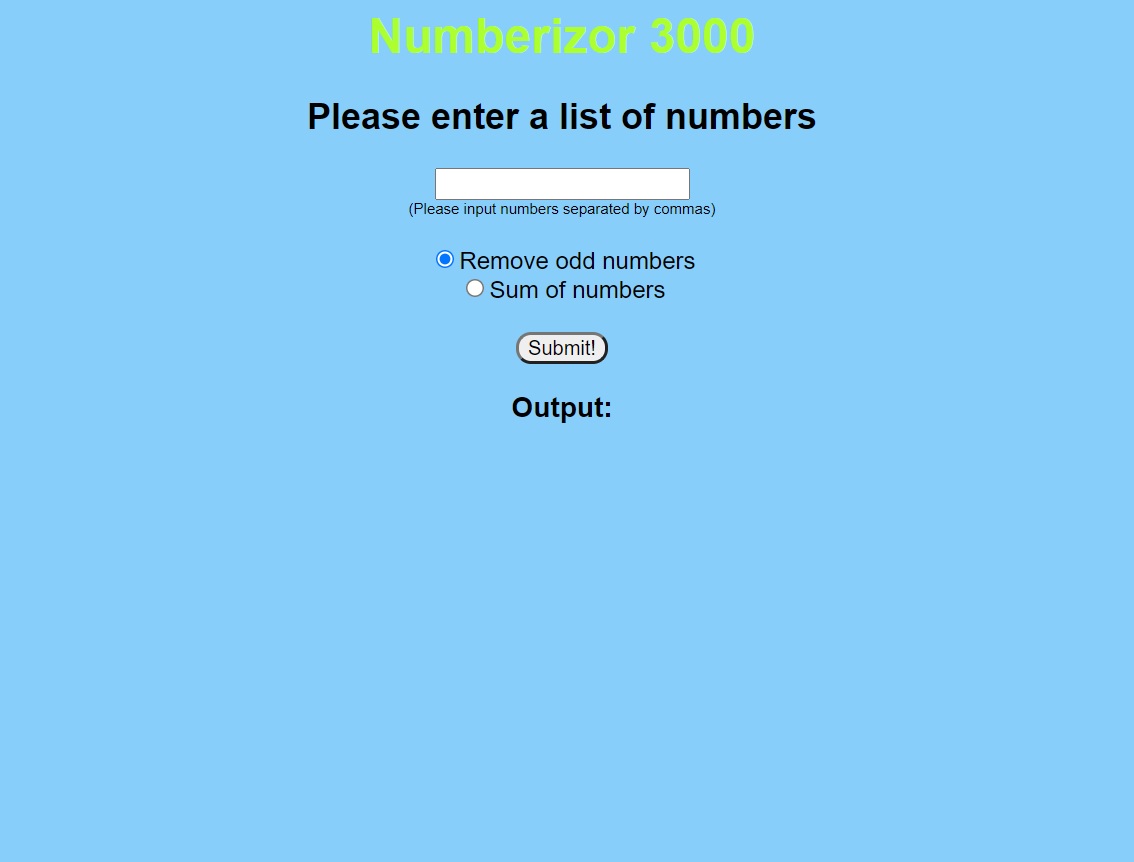 Numberizor 3000
Please enter a list of numbers
(Please input numbers separated by commas)
Remove odd numbers
Sum of numbers
Submit!
Output: